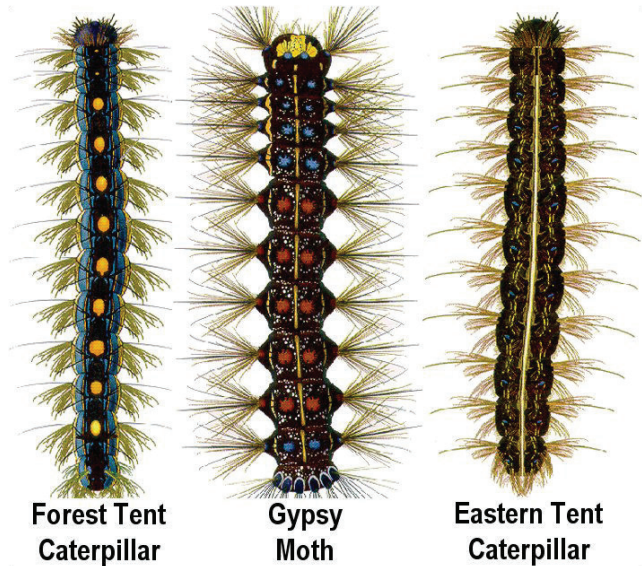 Forest Tent
Caterpillar
Gypsy
Moth
Eastern Tent
Caterpillar